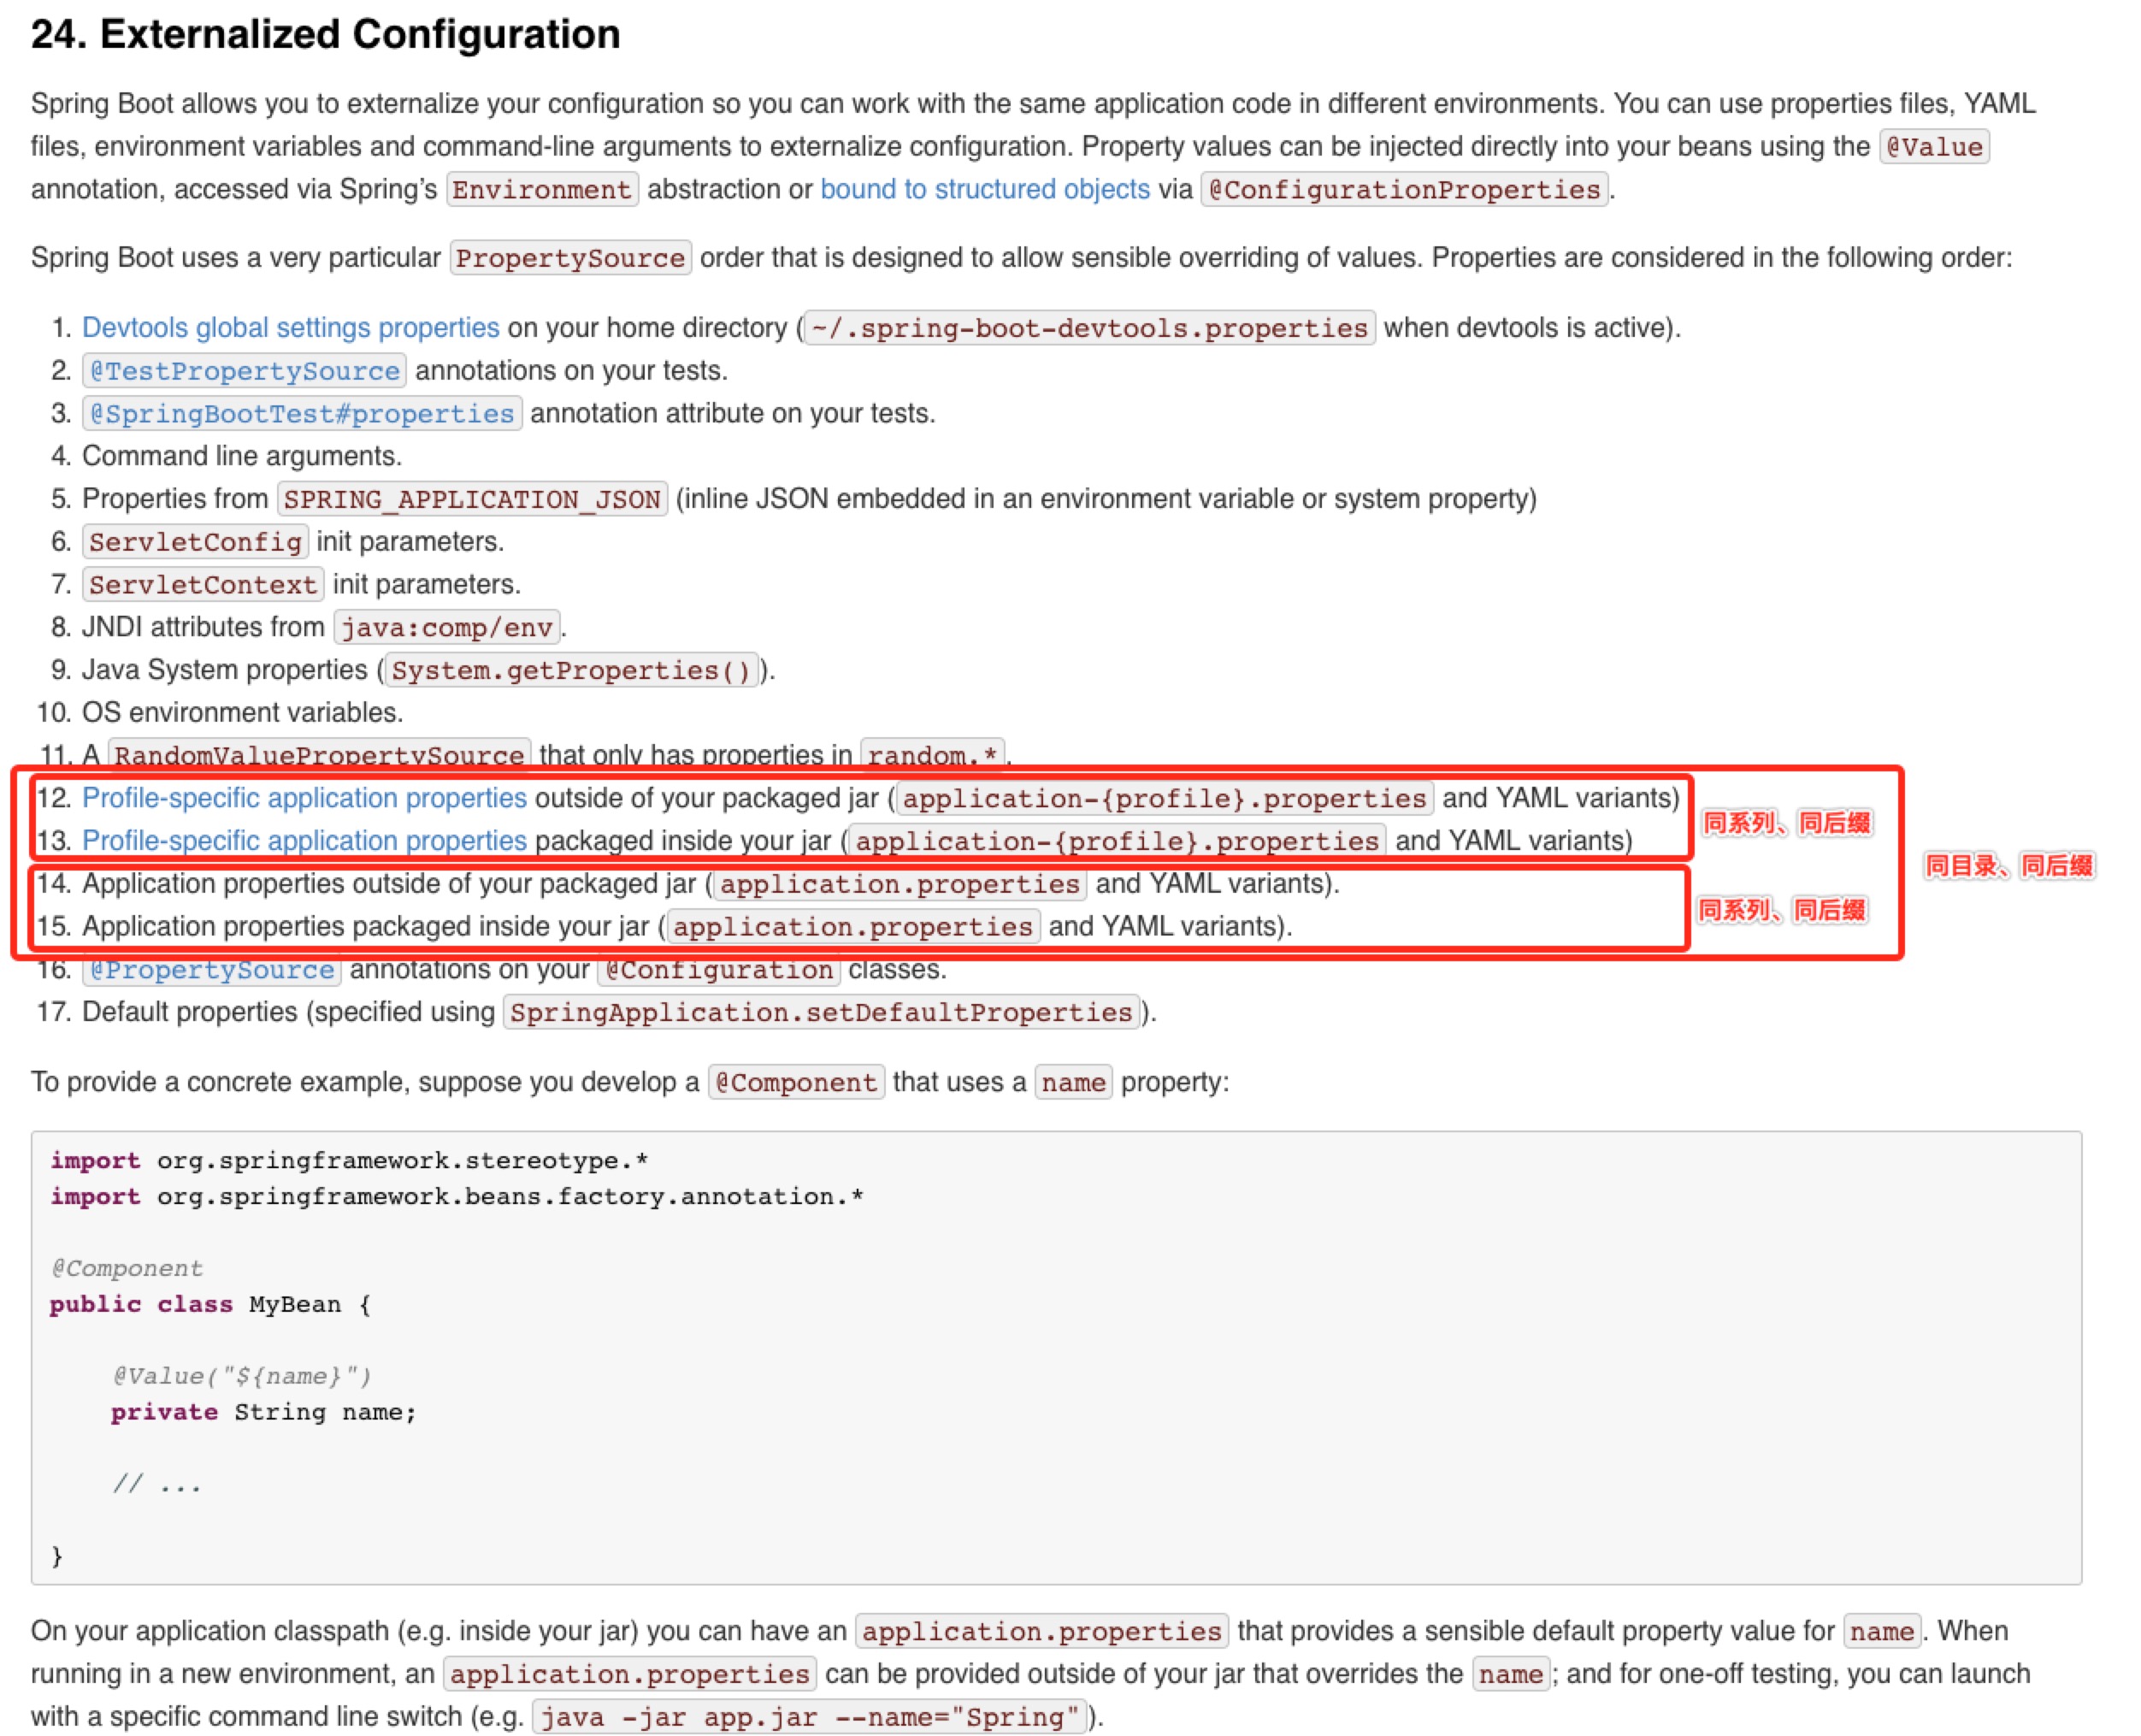 24. Externalized Configuration
Spring Boot allows you to externalize your configuration so you can work with the same application code in different environments. You can use properties files, YAML
files, environment variables and command-line arguments to externalize configuration. Property values can be injected directly into your beans using the @Value
annotation, accessed via Spring’s Environment abstraction or bound to structured objects via @ConfigurationProperties.
Spring Boot uses a very particular PropertySource order that is designed to allow sensible overriding of values. Properties are considered in the following order:
1. Devtools global settings properties on your home directory (~/.spring-boot-devtools.properties when devtools is active).
2. @TestPropertySource annotations on your tests.
3. @SpringBootTest#properties annotation attribute on your tests.
4. Command line arguments.
5. Properties from SPRING_APPLICATION_JSON (inline JSON embedded in an environment variable or system property)
6. ServletConfig init parameters.
7. ServletContext init parameters.
8. JNDI attributes from java:comp/env.
9. Java System properties (System.getProperties()).
10. OS environment variables.
11. A RandomValuePropertySource that only has properties in random.*.
12. Profile-specific application properties outside of your packaged jar (application-{profile}.properties and YAML variants)
13. Profile-specific application properties packaged inside your jar (application-{profile}.properties and YAML variants)
同系列、同后缀
14. Application properties outside of your packaged jar (application.properties and YAML variants).
15. Application properties packaged inside your jar (application.properties and YAML variants).
同系列、同后缀
同目录、同后缀
16. @PropertySource annotations on your @Configuration classes.
17. Default properties (specified using SpringApplication.setDefaultProperties).
To provide a concrete example, suppose you develop a @Component that uses a name property:
import org.springframework.stereotype.*
import org.springframework.beans.factory.annotation.*
@Component
public class MyBean {
@Value("${name}")
private String name;
// ...
}
On your application classpath (e.g. inside your jar) you can have an application.properties that provides a sensible default property value for name. When
running in a new environment, an application.properties can be provided outside of your jar that overrides the name; and for one-off testing, you can launch
with a specific command line switch (e.g. java -jar app.jar --name="Spring").